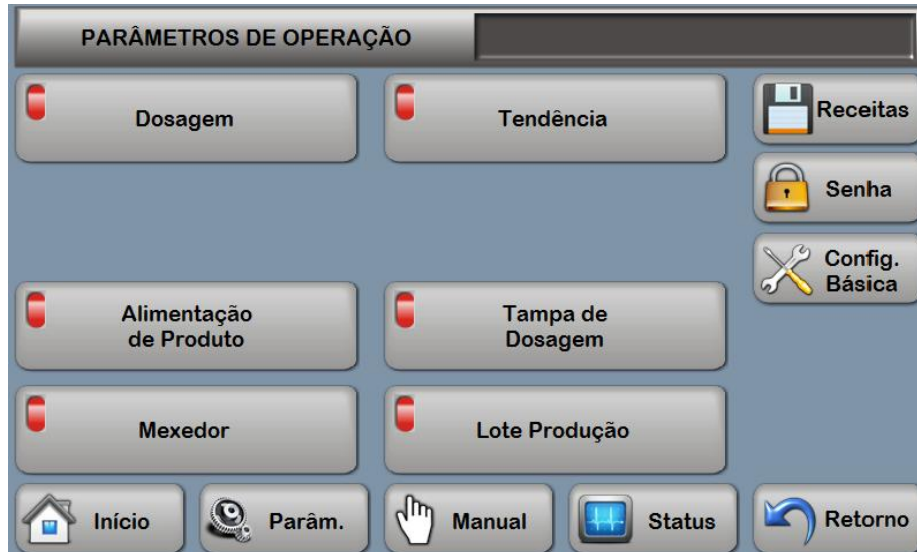 PARÂMETROS DE OPERAÇÃO
Dosagem
Tendência
Receitas
Senha
Config.
Básica
Alimentação
de Produto
Tampa de
Dosagem
Mexedor
Lote Produção
Início
Parâm.
Manual
Status
Retorno